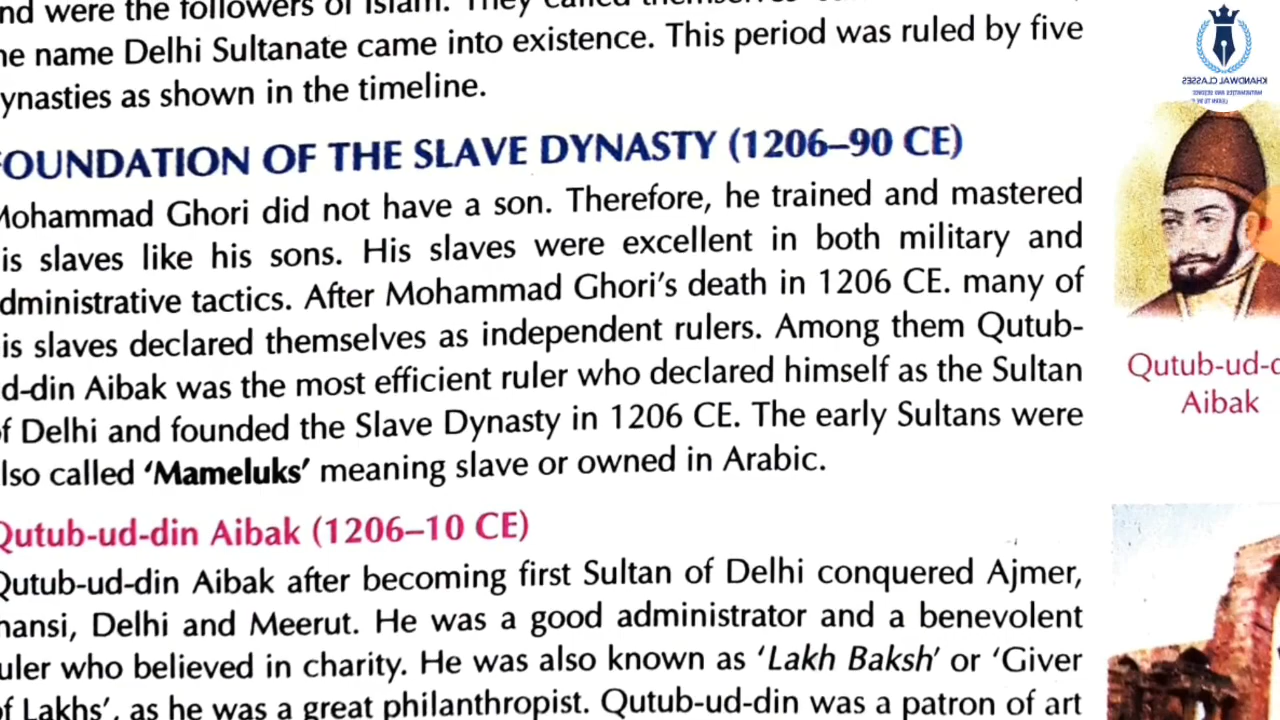 nd were the followers of Islam. They called themselves
he name Delhi Sultanate came into existence. This period was ruled by five
ynasties as shown in the timeline.
FOUNDATION OF THE SLAVE DYNASTY (1206–90 CE)
Mohammad Ghori did not have a son. Therefore, he trained and mastered
is slaves like his sons. His slaves were excellent in both military and
dministrative tactics. After Mohammad Ghori's death in 1206 CE. many of
is slaves declared themselves as independent rulers. Among them Qutub-
d-din Aibak was the most efficient ruler who declared himself as the Sultan
of Delhi and founded the Slave Dynasty in 1206 CE. The early Sultans were
lso called 'Mameluks' meaning slave or owned in Arabic.
Qutub-ud-din Aibak (1206–10 CE)
Qutub-ud-din Aibak after becoming first Sultan of Delhi conquered Ajmer,
hansi, Delhi and Meerut. He was a good administrator and a benevolent
uler who believed in charity. He was also known as 'Lakh Baksh' or 'Giver
of Lakhs', as he was a great philanthropist. Qutub-ud-din was a patron of art
KHANDWAL CLASSES
MATHEMATICS AND SCIENCE
Qutub-ud-d
Aibak